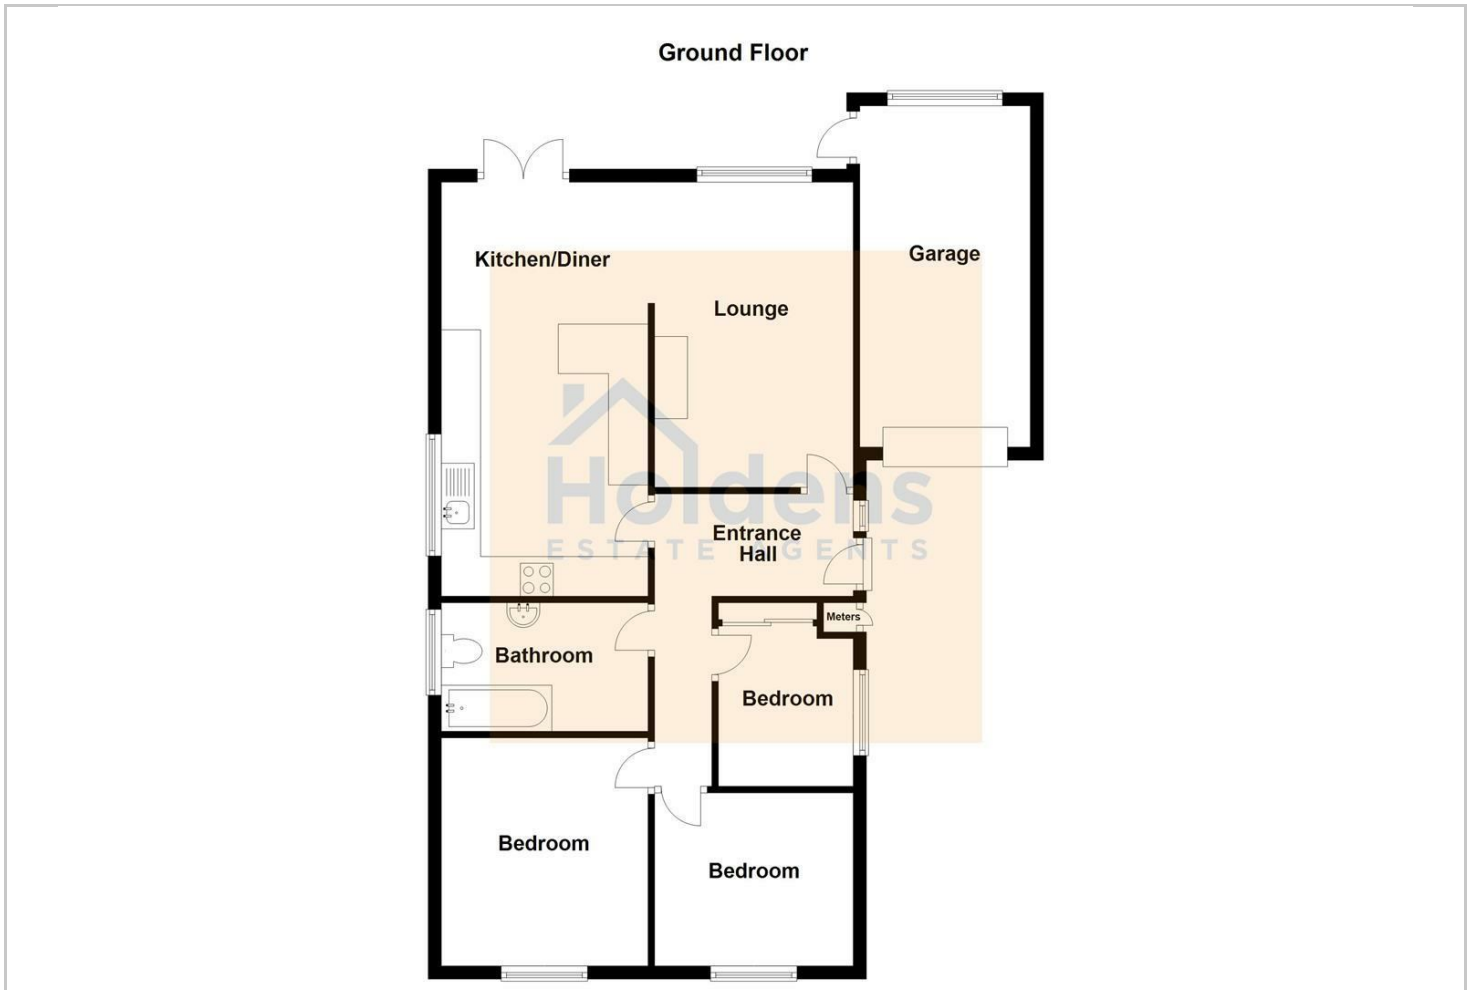 Ground Floor
Kitchen/Diner
Garage
Lounge
Holdens
ESTATE AGENTS
Entrance
Hall
Meters
Bathroom
Bedroom
Bedroom
Bedroom